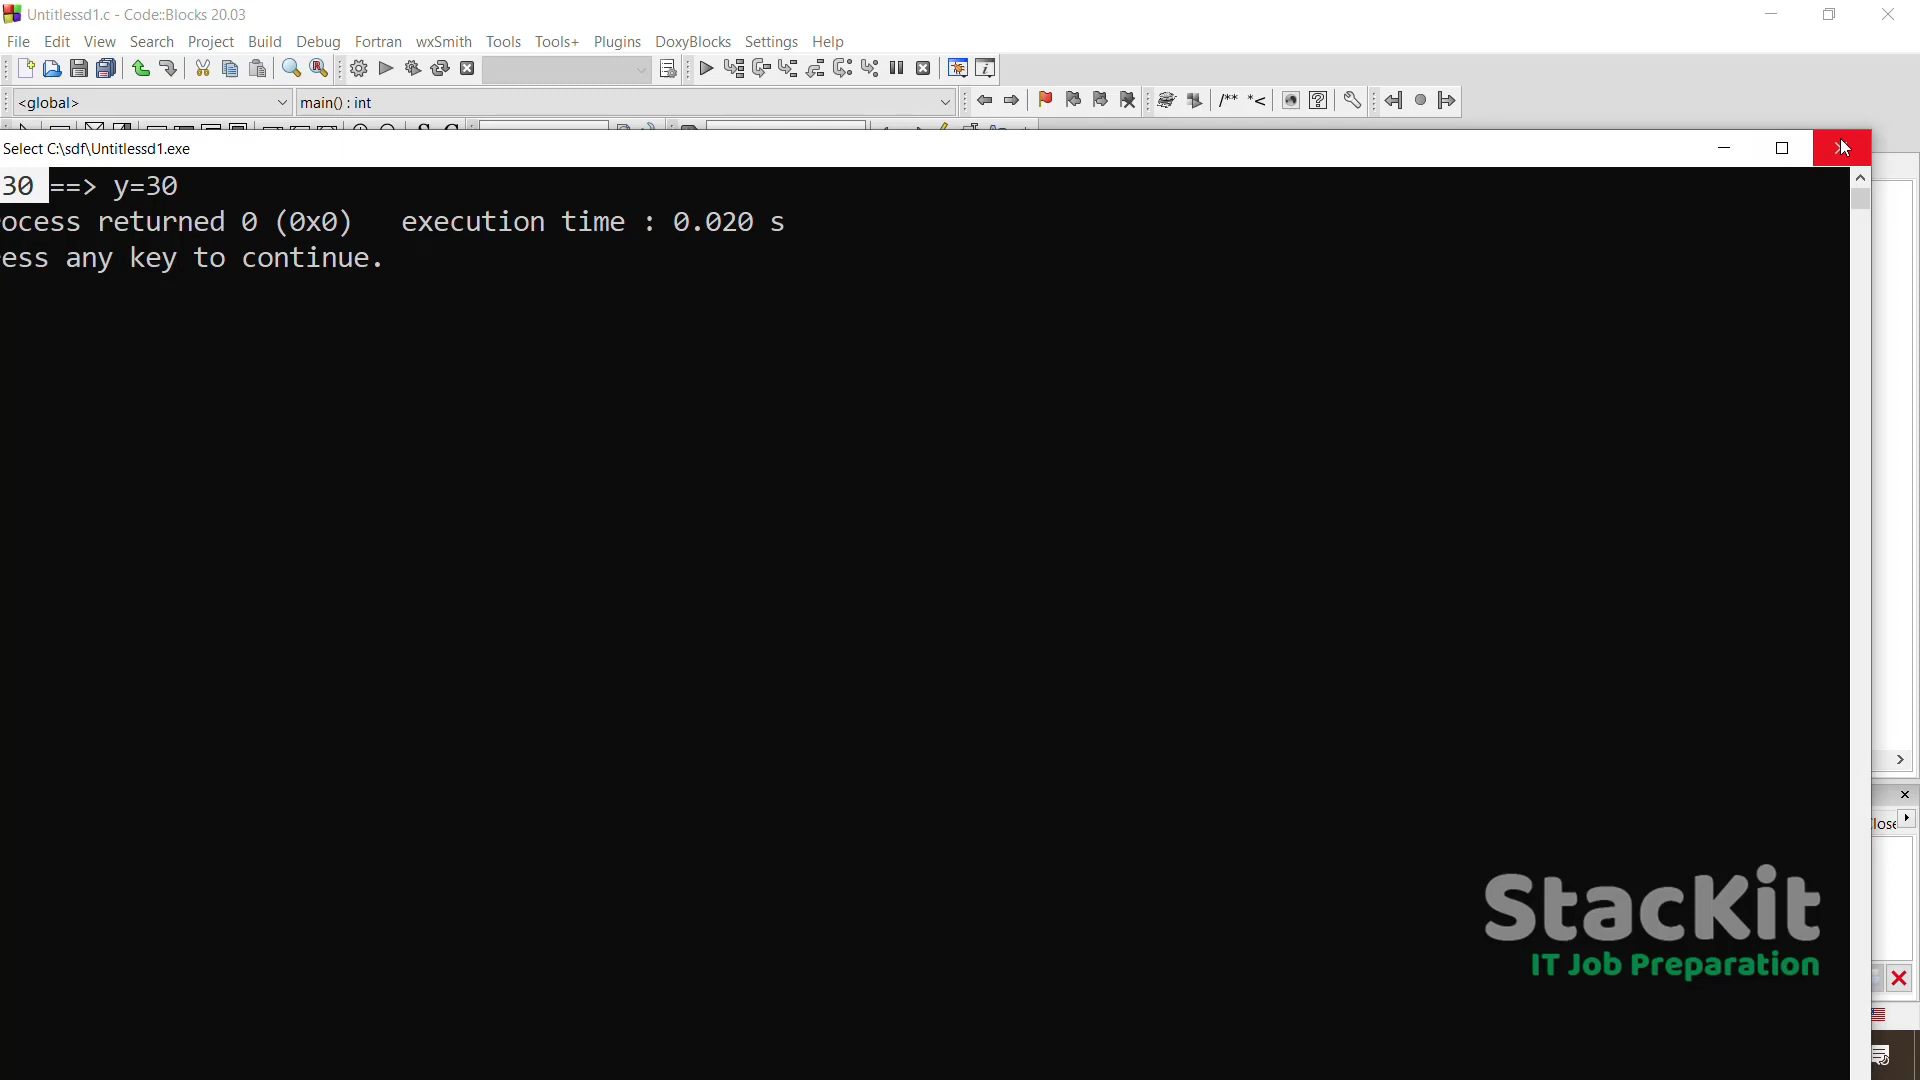 Untitlessd1.c - Code::Blocks 20.03
File Edit View Search Project Build Debug Fortran wxSmith Tools Tools+ Plugins DoxyBlocks Settings Help
<global> main() : int
/** *<
Select C:\sdf\Untitlessd1.exe
30 ==> y=30
ocess returned 0 (0x0) execution time : 0.020 s
ess any key to continue.
StacKit
IT Job Preparation